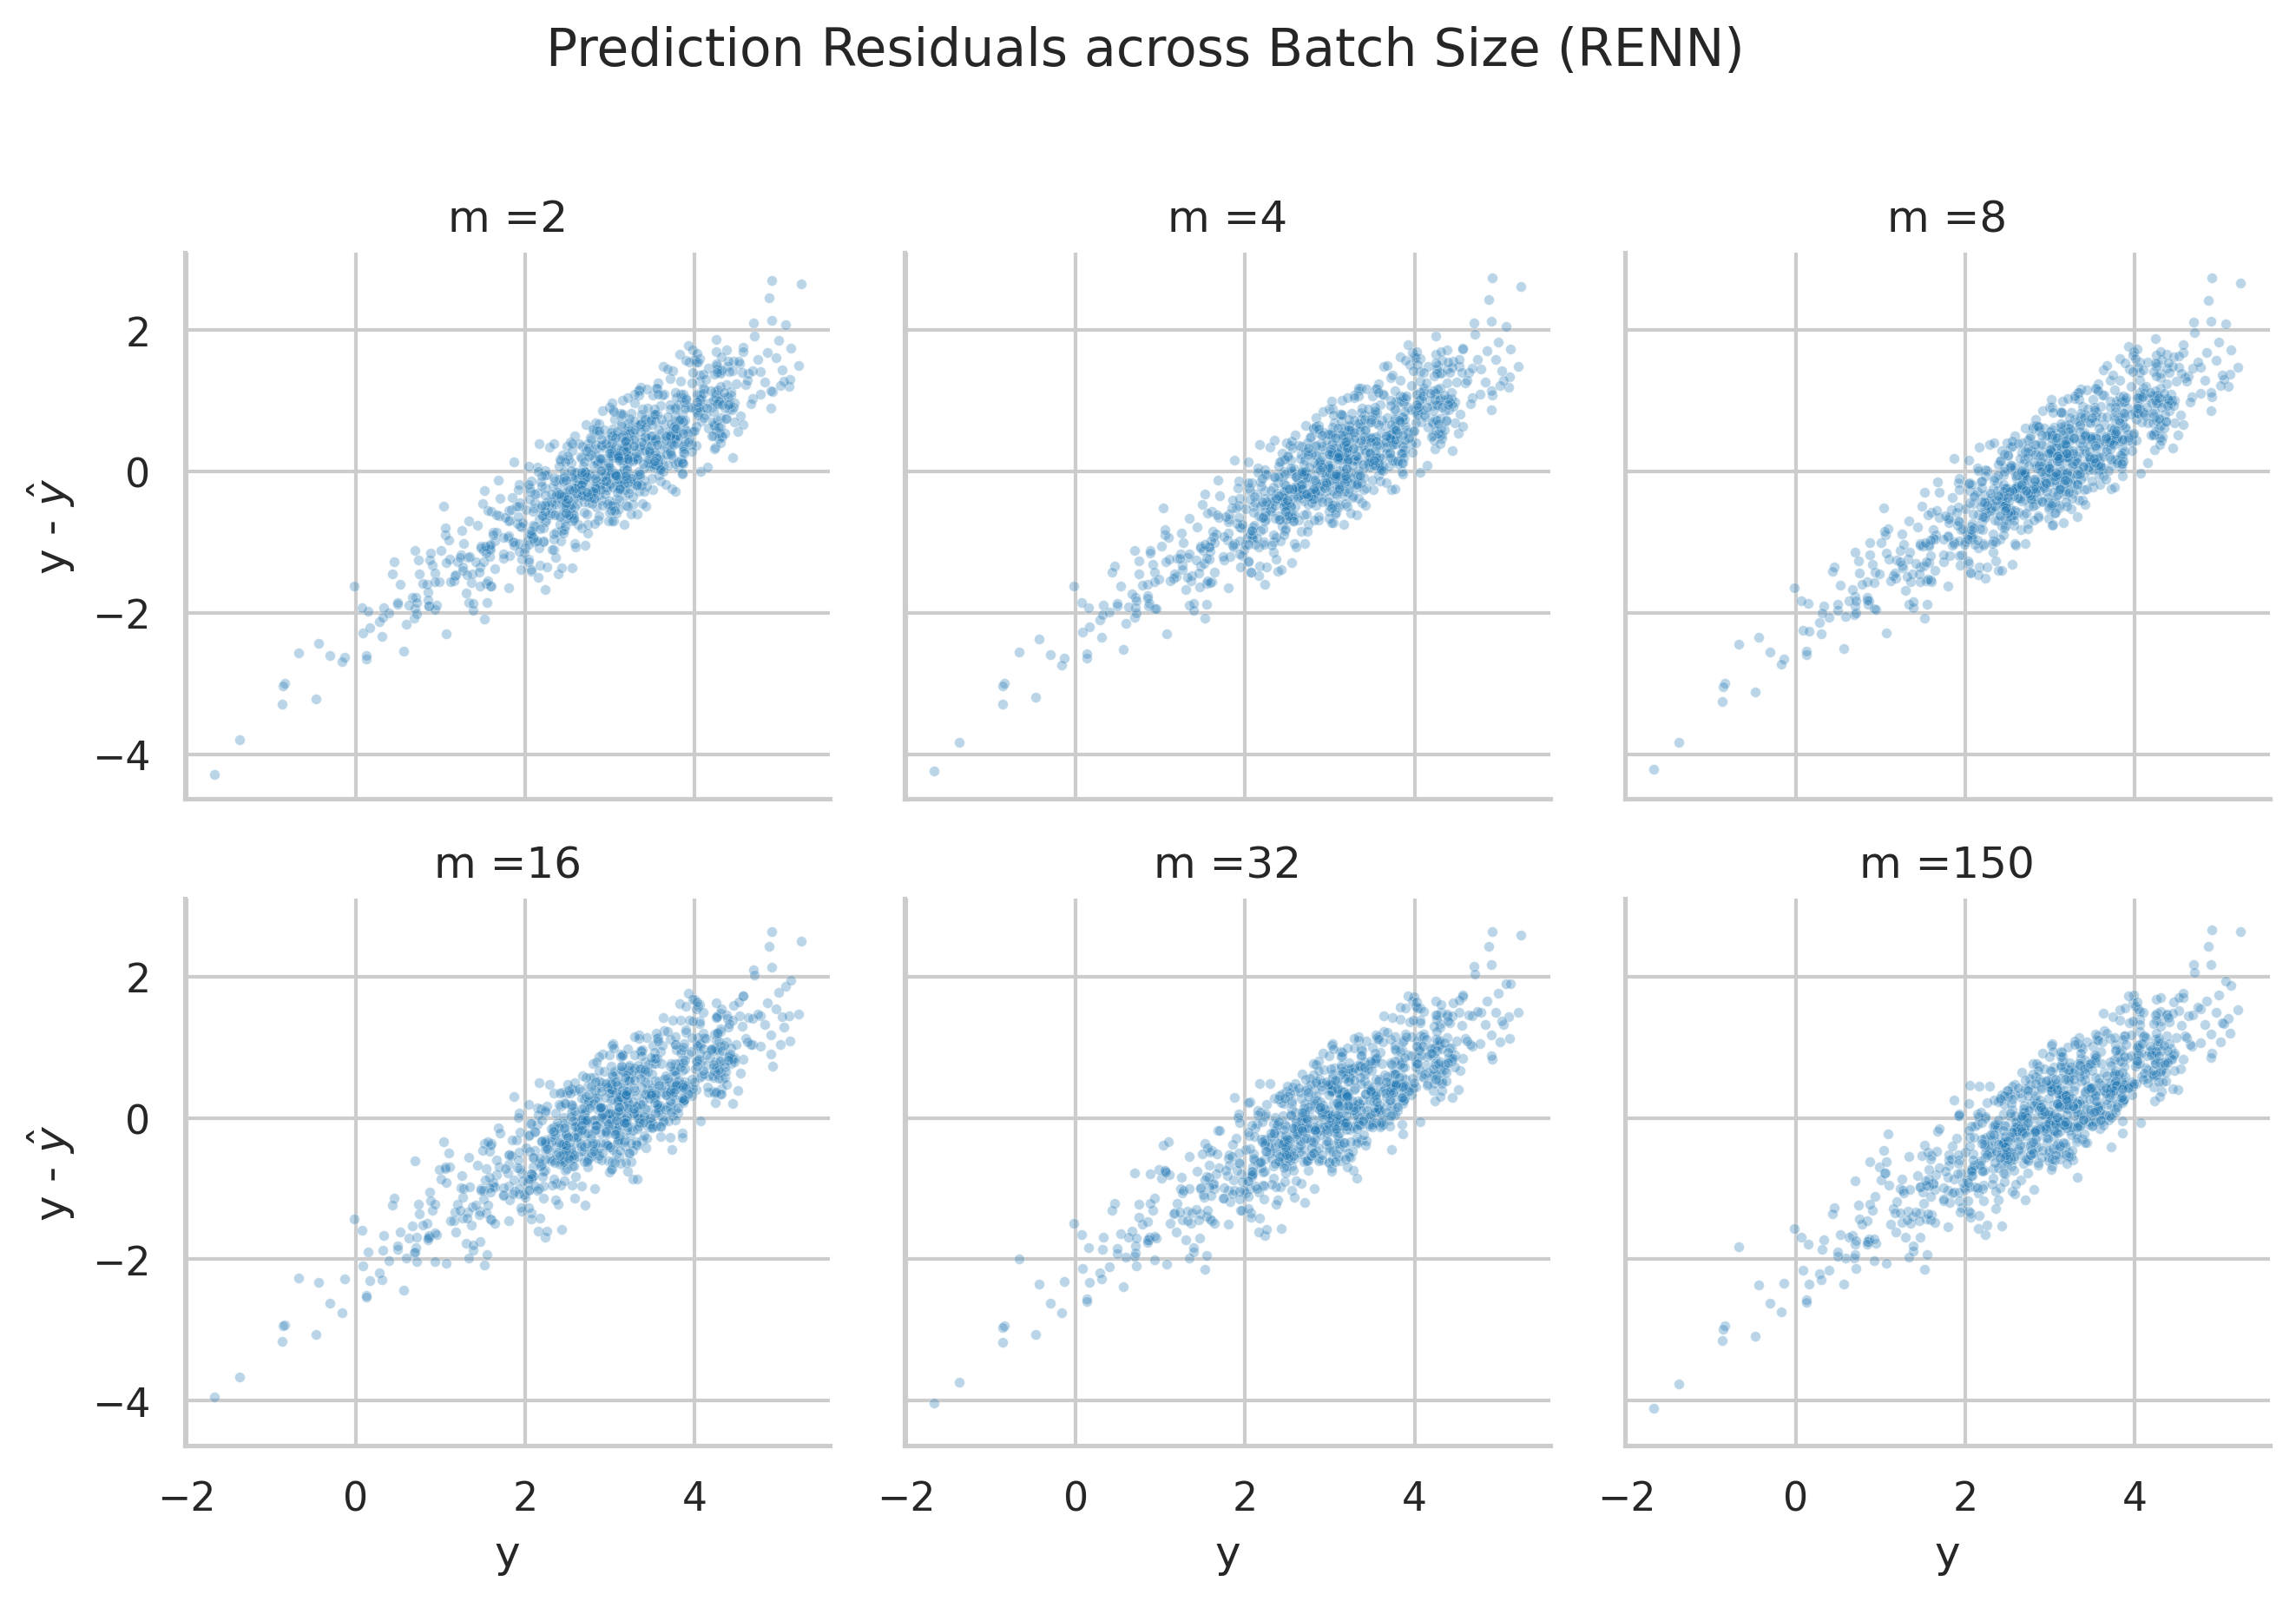 Prediction Residuals across Batch Size (RENN)
m =2
m =4
m =8
2
0
−2
−4
y - ŷ
m =16
m =32
m =150
2
0
−2
−4
y - ŷ
−2 0 2 4
−2 0 2 4
−2 0 2 4
y
y
y